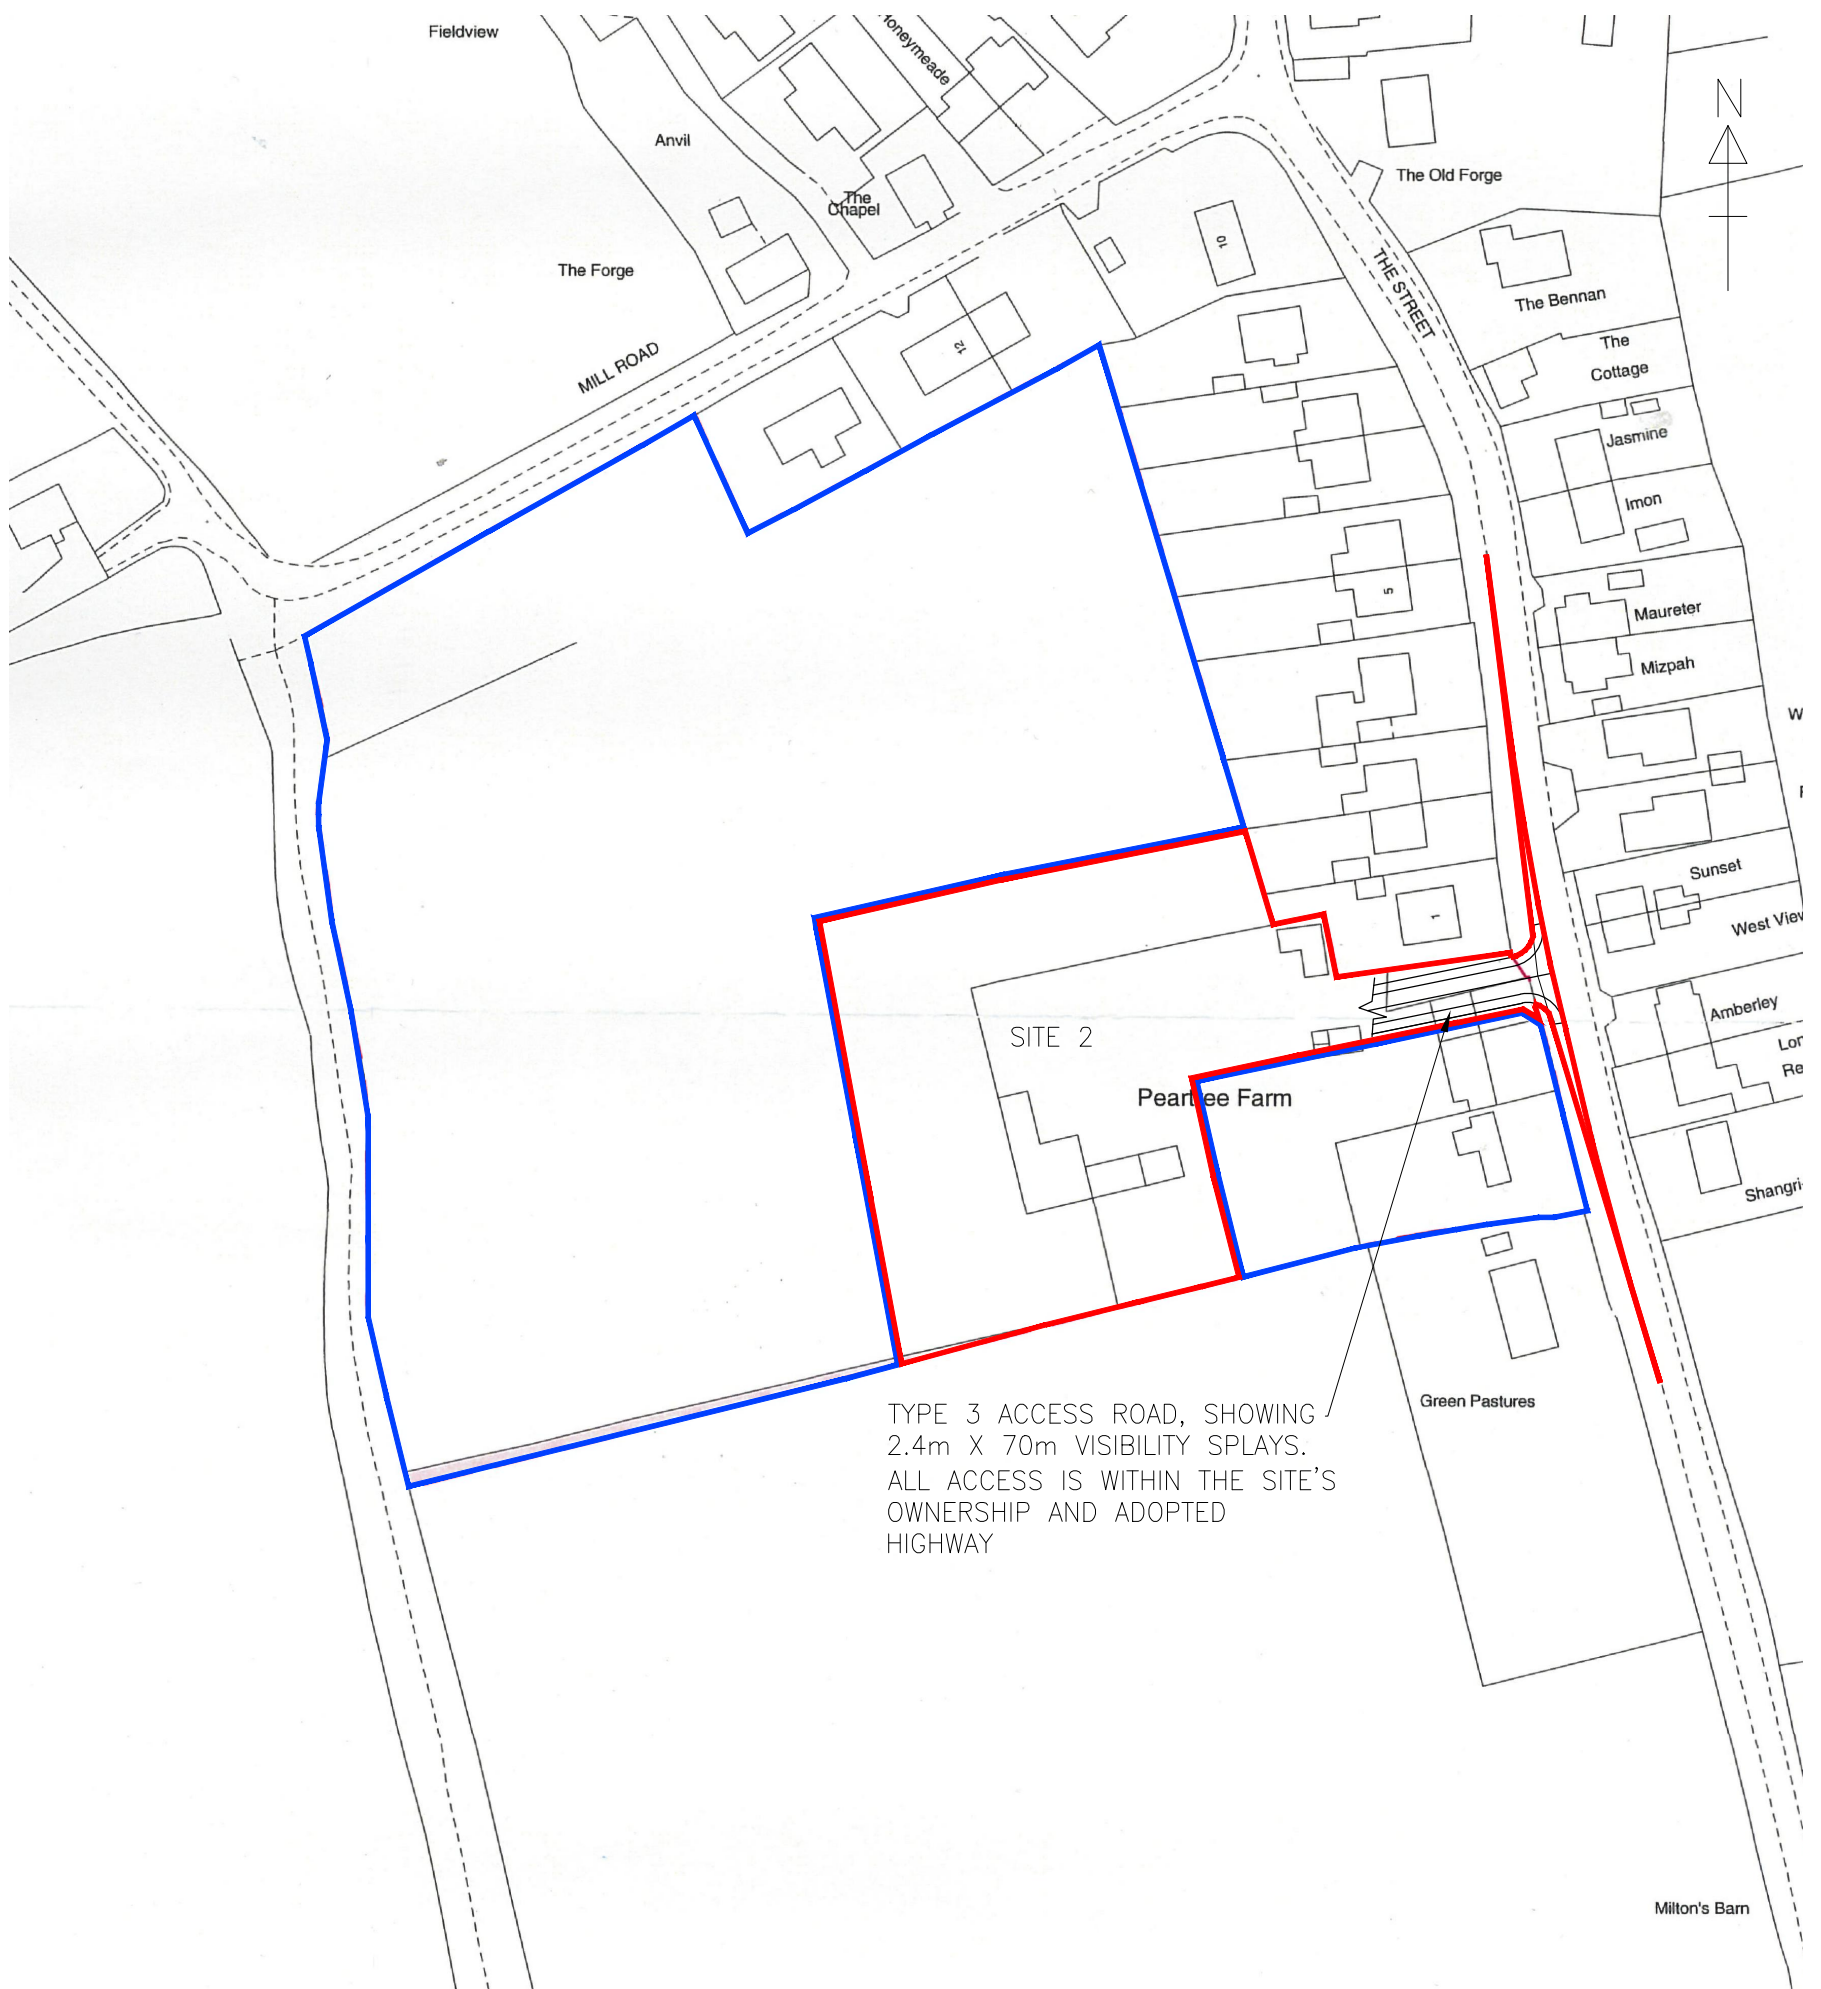 Fieldview
Honeymeade
N
Anvil
The Old Forge
The
Chapel
10
The Forge
THE STREET
The Bennan
MILL ROAD
12
The
Cottage
Jasmine
Imon
5
Maureter
Mizpah
W
Sunset
1
West View
Amberley
SITE 2
Lon
Re
Peartree Farm
Shangri-
TYPE 3 ACCESS ROAD, SHOWING
2.4m X 70m VISIBILITY SPLAYS.
ALL ACCESS IS WITHIN THE SITE'S
OWNERSHIP AND ADOPTED
HIGHWAY
Green Pastures
Milton's Barn